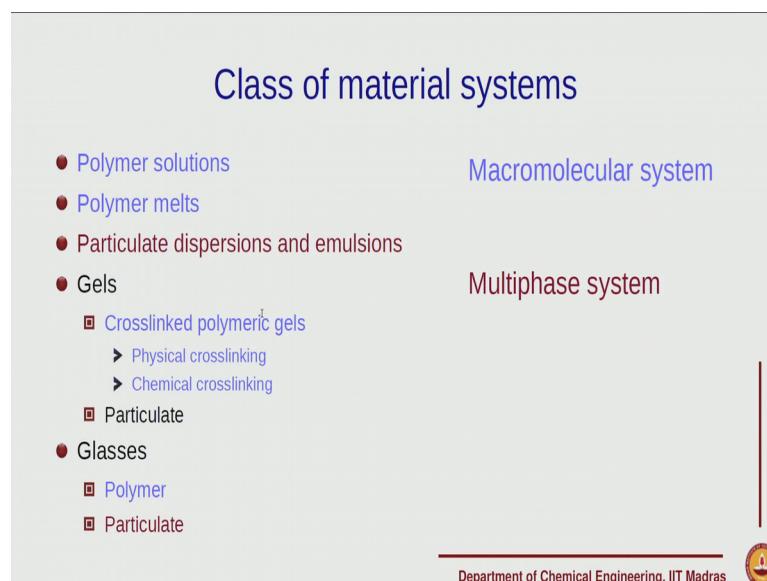 Class of material systems
Polymer solutions
Polymer melts
Particulate dispersions and emulsions
Gels
Crosslinked polymeric gels
Physical crosslinking
Chemical crosslinking
Particulate
Glasses
Polymer
Particulate
Macromolecular system
Multiphase system
Department of Chemical Engineering, IIT Madras